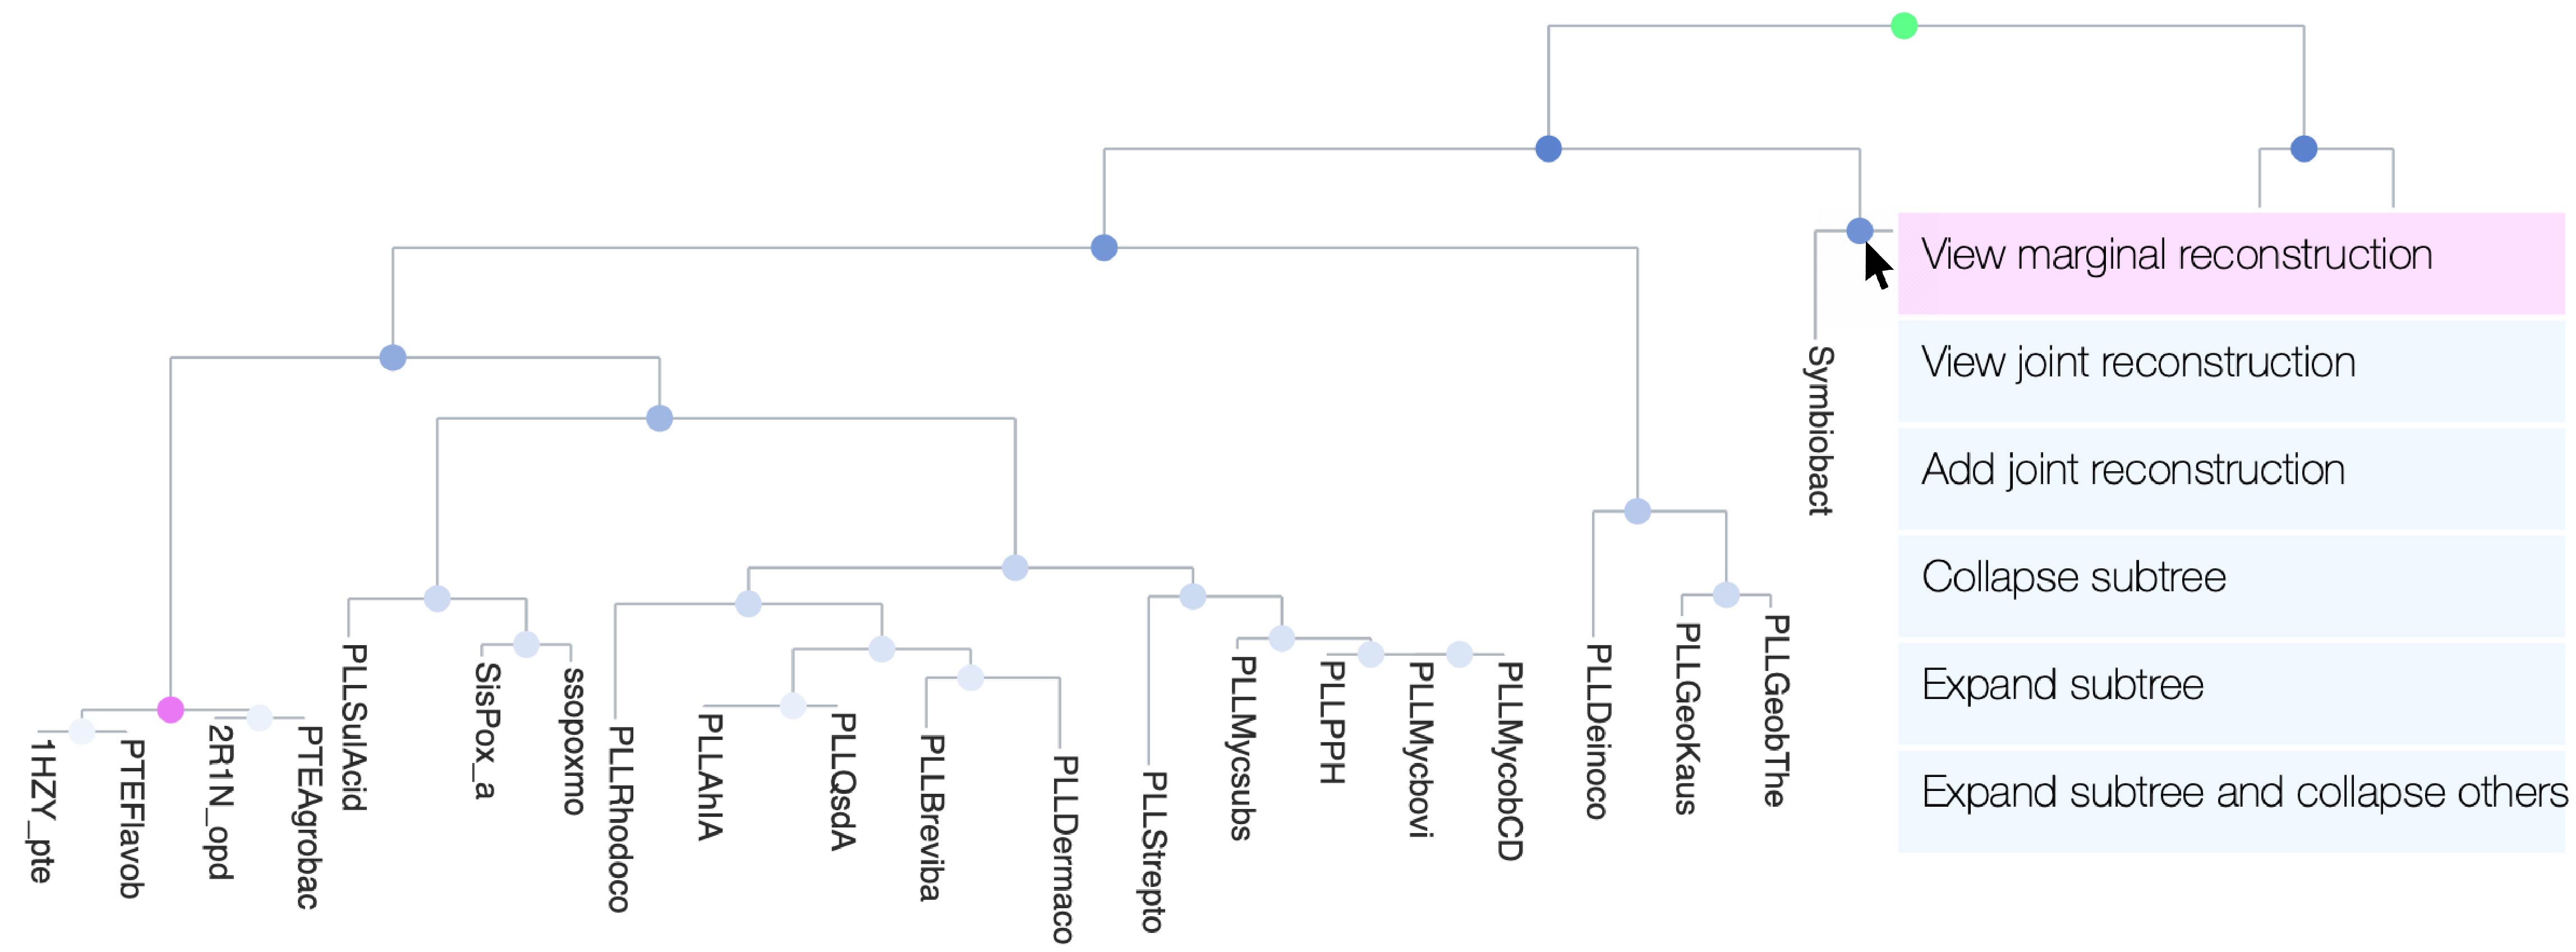 View marginal reconstruction
View joint reconstruction
Add joint reconstruction
Collapse subtree
Expand subtree
Expand subtree and collapse others
1HZY_pte
PTEFlavob
2R1N_opd
PTEAgrobac
PLLSulAcid
SisPox_a
ssopoxmo
PLLRhodoco
PLLAhlA
PLLQsdA
PLLBreviba
PLLDermaco
PLLStrepto
PLLMycsubs
PLLPPH
PLLMycbovi
PLLMycobCD
PLLDeinoco
PLLGeoKaus
PLLGeobThe
Symbiobact